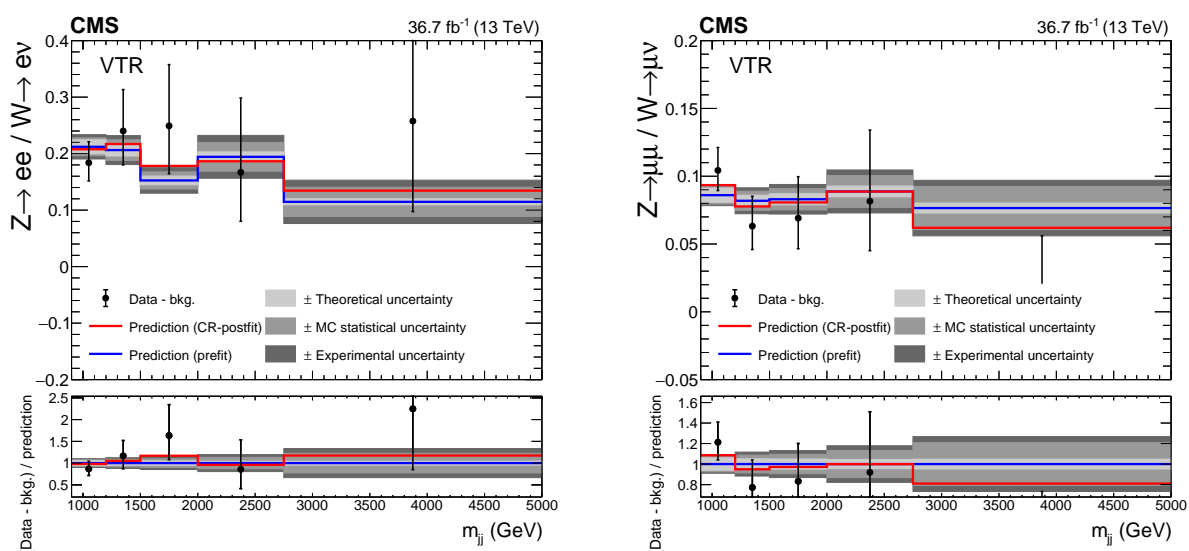 CMS 36.7 fb⁻¹ (13 TeV)
Z→ ee / W→ eν
VTR
0.4
0.3
0.2
0.1
0
−0.1
−0.2
Data - bkg.
Prediction (CR-postfit)
Prediction (prefit)
± Theoretical uncertainty
± MC statistical uncertainty
± Experimental uncertainty
(Data - bkg.) / prediction
2.5
2
1.5
1
0.5
1000 1500 2000 2500 3000 3500 4000 4500 5000
m_jj (GeV)
CMS 36.7 fb⁻¹ (13 TeV)
Z→μμ / W→μν
VTR
0.2
0.15
0.1
0.05
0
−0.05
Data - bkg.
Prediction (CR-postfit)
Prediction (prefit)
± Theoretical uncertainty
± MC statistical uncertainty
± Experimental uncertainty
(Data - bkg.) / prediction
1.6
1.4
1.2
1
0.8
1000 1500 2000 2500 3000 3500 4000 4500 5000
m_jj (GeV)